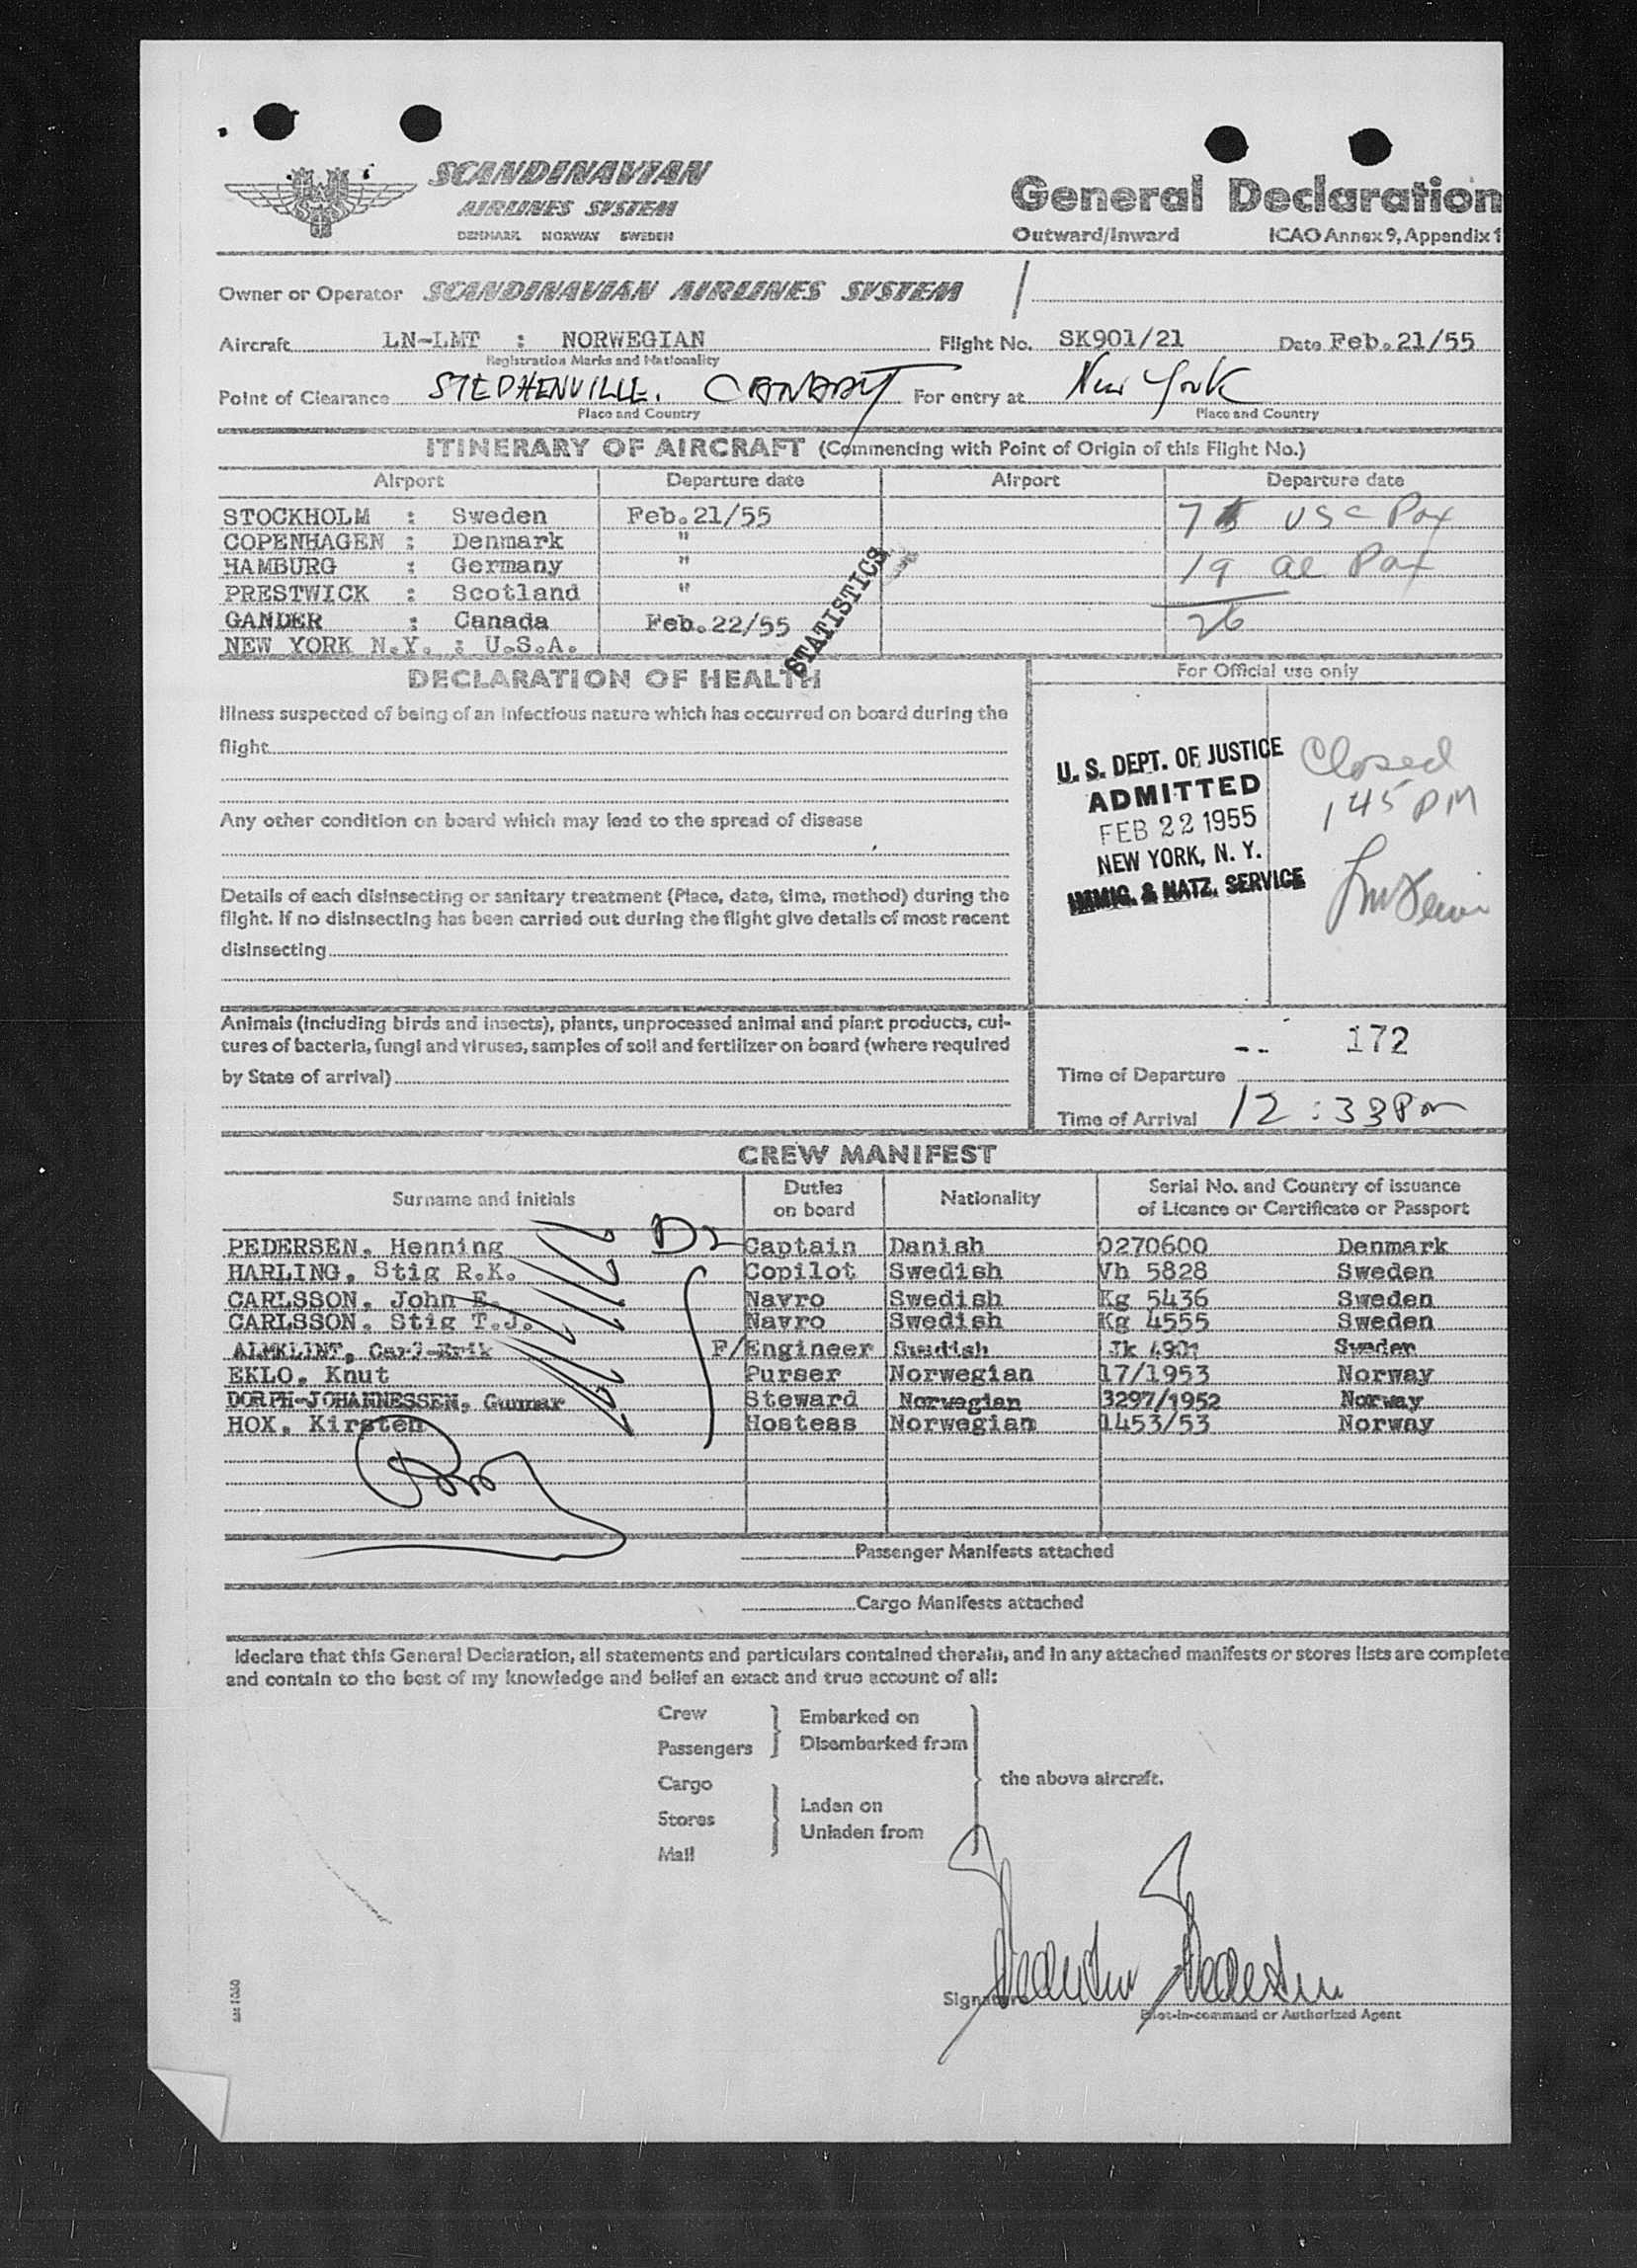 SCANDINAVIAN
AIRLINES SYSTEM
DENMARK NORWAY SWEDEN
General Declaration
Outward/Inward ICAO Annex 9, Appendix 1
Owner or Operator SCANDINAVIAN AIRLINES SYSTEM /
Aircraft LN-LMT : NORWEGIAN Flight No. SK901/21 Date Feb. 21/55
Registration Marks and Nationality
Point of Clearance STEPHENVILLE. For entry at New York
Place and Country Place and Country
ITINERARY OF AIRCRAFT (Commencing with Point of Origin of this Flight No.)
Airport Departure date Airport Departure date
STOCKHOLM : Sweden Feb. 21/55 7 USC Pax
COPENHAGEN : Denmark "
HAMBURG : Germany " 19 al Pax
PRESTWICK : Scotland "
GANDER : Canada Feb. 22/55 26
NEW YORK N.Y. : U.S.A.
STATISTICS
DECLARATION OF HEALTH
For Official use only
Illness suspected of being of an infectious nature which has occurred on board during the
flight
U. S. DEPT. OF JUSTICE
ADMITTED
FEB 22 1955
NEW YORK, N. Y.
IMMIG. & NATZ. SERVICE
Closed
145 PM
Any other condition on board which may lead to the spread of disease
Details of each disinsecting or sanitary treatment (Place, date, time, method) during the
flight. If no disinsecting has been carried out during the flight give details of most recent
disinsecting
Animals (including birds and insects), plants, unprocessed animal and plant products, cul-
tures of bacteria, fungi and viruses, samples of soil and fertilizer on board (where required
by State of arrival)
172
Time of Departure
Time of Arrival 12:33 Pm
CREW MANIFEST
Surname and initials Duties on board Nationality Serial No. and Country of issuance of Licence or Certificate or Passport
PEDERSEN, Henning Captain Danish 0270600 Denmark
HARLING, Stig R.K. Copilot Swedish Vh 5828 Sweden
CARLSSON, John E. Navro Swedish Kg 5436 Sweden
CARLSSON, Stig T.J. Navro Swedish Kg 4555 Sweden
ALMKLINT, Carl-Erik F/Engineer Swedish Jk 4901 Sweden
EKLO, Knut Purser Norwegian 17/1953 Norway
DORPH-JOHANNESSEN, Gunnar Steward Norwegian 3297/1952 Norway
HOX, Kirsten Hostess Norwegian 1453/53 Norway
Passenger Manifests attached
Cargo Manifests attached
I declare that this General Declaration, all statements and particulars contained therein, and in any attached manifests or stores lists are complete
and contain to the best of my knowledge and belief an exact and true account of all:
Crew
Passengers
Embarked on
Disembarked from
Cargo
Stores
Mail
Laden on
Unladen from
the above aircraft.
Signature
Pilot-in-command or Authorized Agent